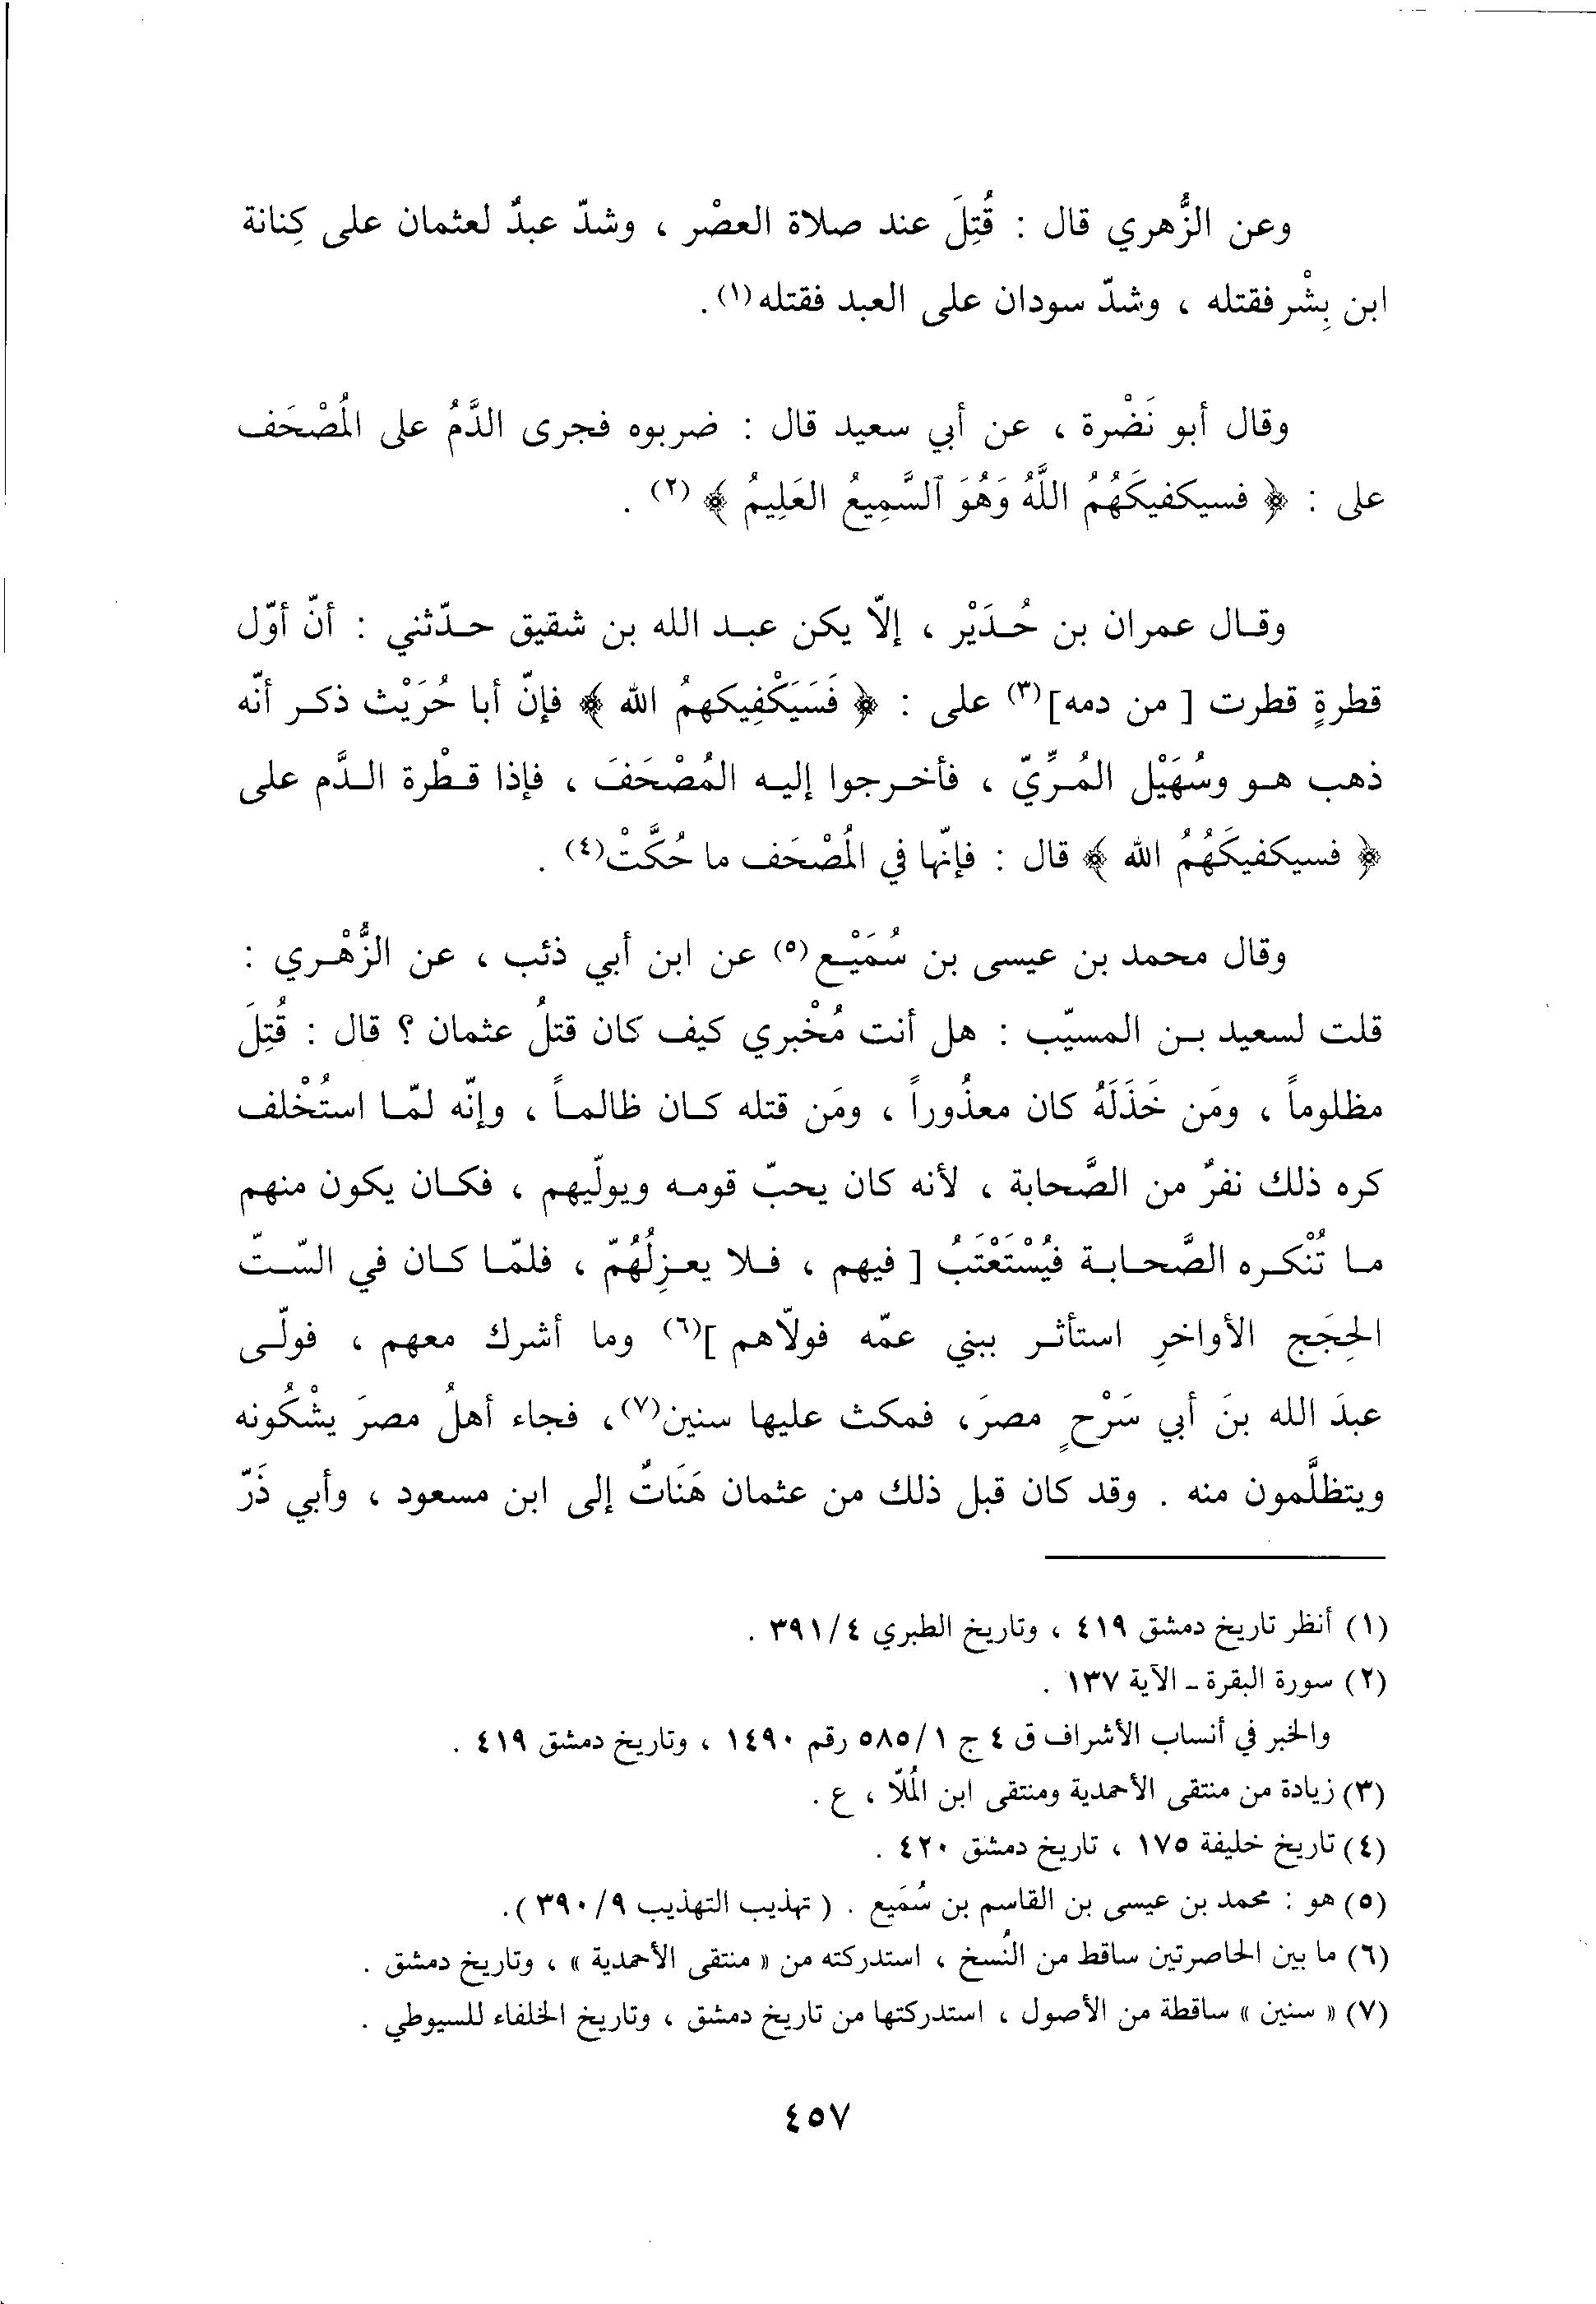 وعن الزُّهري قال : قُتِلَ عند صلاة العصْر ، وشدّ عبدٌ لعثمان على كِنانة
ابن بِشْر فقتله ، وشدّ سودان على العبد فقتله(١).
وقال أبو نَضْرة ، عن أبي سعيد قال : ضربوه فجرى الدَّمُ على المُصْحَف
على : ﴿ فسيكفيكَهُمُ اللَّهُ وَهُوَ ٱلسَّمِيعُ العَلِيمُ ﴾ (٢) .
وقال عمران بن حُدَيْر ، إلاّ يكن عبد الله بن شقيق حدّثني : أنّ أوّل
قطرةٍ قطرت [ من دمه](٣) على : ﴿ فَسَيَكْفِيكهمُ الله ﴾ فإنّ أبا حُرَيْث ذكر أنّه
ذهب هو وسُهَيْل المُرِّيّ ، فأخرجوا إليه المُصْحَفَ ، فإذا قطْرة الدَّم على
﴿ فسيكفيكَهُمُ الله ﴾ قال : فإنّها في المُصْحَف ما حُكَّتْ(٤) .
وقال محمد بن عيسى بن سُمَيْع(٥) عن ابن أبي ذئب ، عن الزُّهْري :
قلت لسعيد بن المسيّب : هل أنت مُخْبري كيف كان قتلُ عثمان ؟ قال : قُتِلَ
مظلوماً ، ومَن خَذَلَهُ كان معذُوراً ، ومَن قتله كان ظالماً ، وإنّه لمّا استُخْلف
كره ذلك نفرٌ من الصَّحابة ، لأنه كان يحبّ قومه ويولّيهم ، فكان يكون منهم
ما تُنْكره الصَّحابة فيُسْتَعْتَبُ [ فيهم ، فلا يعزِلُهُمّ ، فلمّا كان في السّتّ
الحِجَج الأواخرِ استأثر ببني عمّه فولاّهم ](٦) وما أشرك معهم ، فولّى
عبدَ الله بنَ أبي سَرْحٍ مصرَ، فمكث عليها سنين(٧)، فجاء أهلُ مصرَ يشْكُونه
ويتظلَّمون منه . وقد كان قبل ذلك من عثمان هَنَاتٌ إلى ابن مسعود ، وأبي ذَرّ
(١) أنظر تاريخ دمشق ٤١٩ ، وتاريخ الطبري ٣٩١/٤ .
(٢) سورة البقرة ـ الآية ١٣٧ .
والخبر في أنساب الأشراف ق ٤ ج ٥٨٥/١ رقم ١٤٩٠ ، وتاريخ دمشق ٤١٩ .
(٣) زيادة من منتقى الأحمدية ومنتقى ابن المُلاّ ، ع .
(٤) تاريخ خليفة ١٧٥ ، تاريخ دمشق ٤٢٠ .
(٥) هو : محمد بن عيسى بن القاسم بن سُمَيع . ( تهذيب التهذيب ٣٩٠/٩ ).
(٦) ما بين الحاصرتين ساقط من النُسخ ، استدركته من « منتقى الأحمدية » ، وتاريخ دمشق .
(٧) « سنين » ساقطة من الأصول ، استدركتها من تاريخ دمشق ، وتاريخ الخلفاء للسيوطي .
٤٥٧